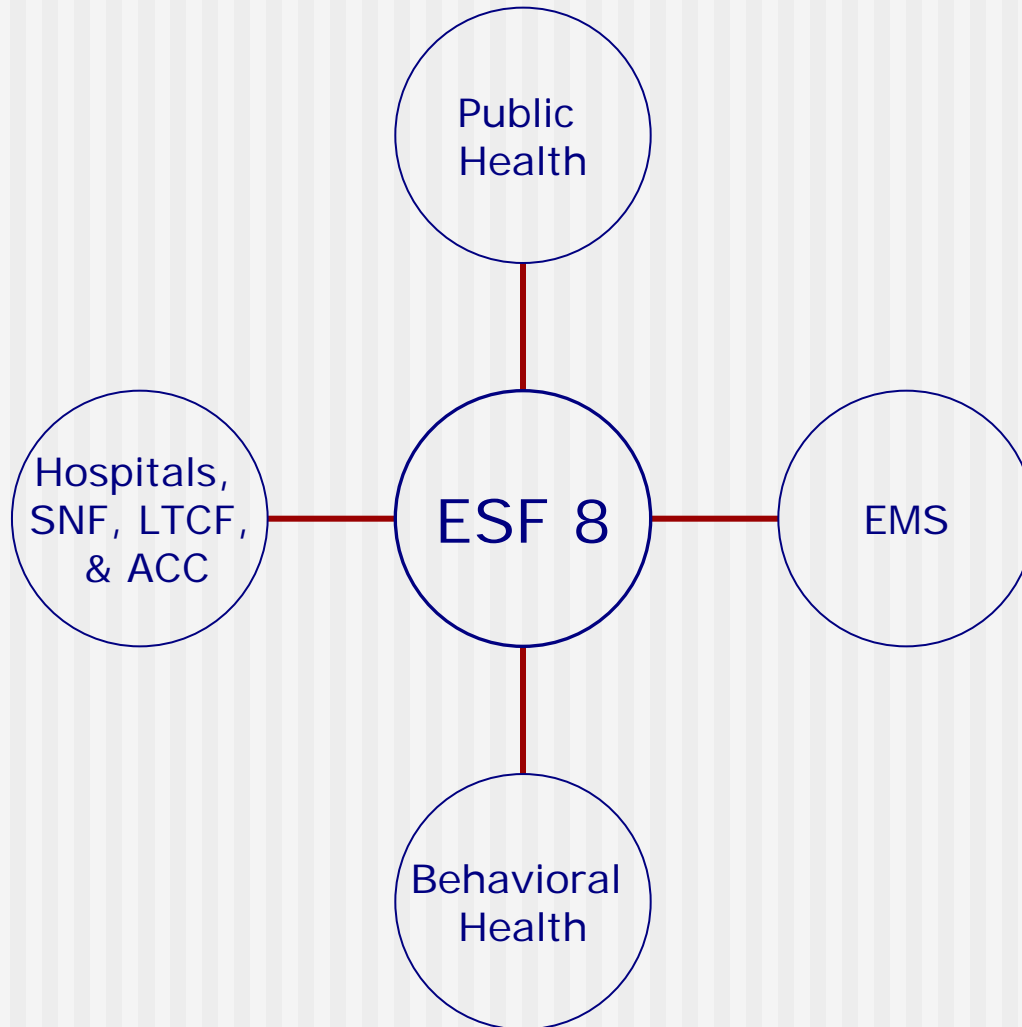 Public
Health
Hospitals,
SNF, LTCF,
& ACC
ESF 8
EMS
Behavioral
Health